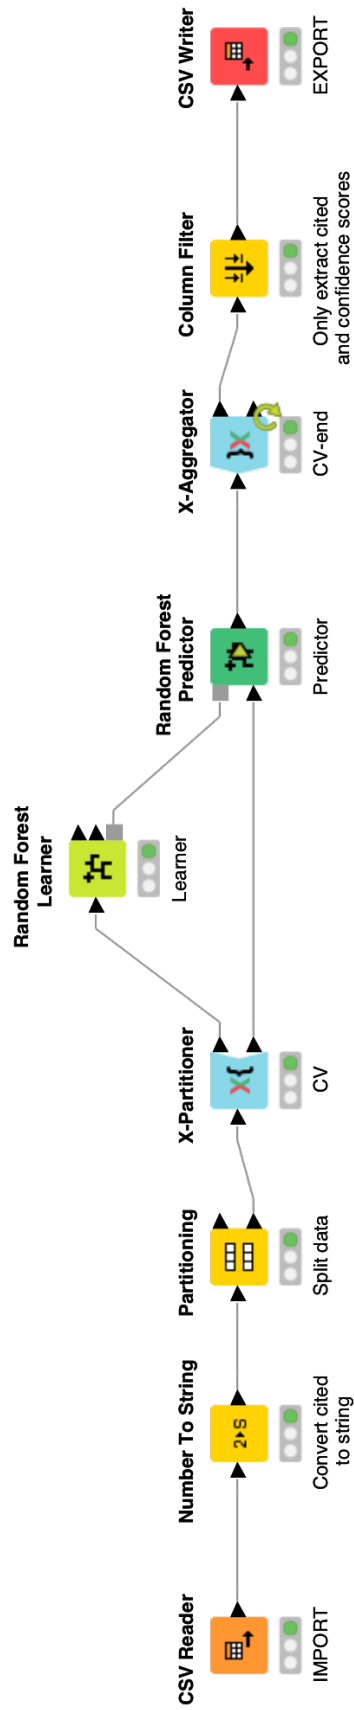 CSV Reader
IMPORT
Number To String
2▸S
Convert cited
to string
Partitioning
Split data
X-Partitioner
CV
Random Forest
Learner
Learner
Random Forest
Predictor
Predictor
X-Aggregator
CV-end
Column Filter
Only extract cited
and confidence scores
CSV Writer
EXPORT